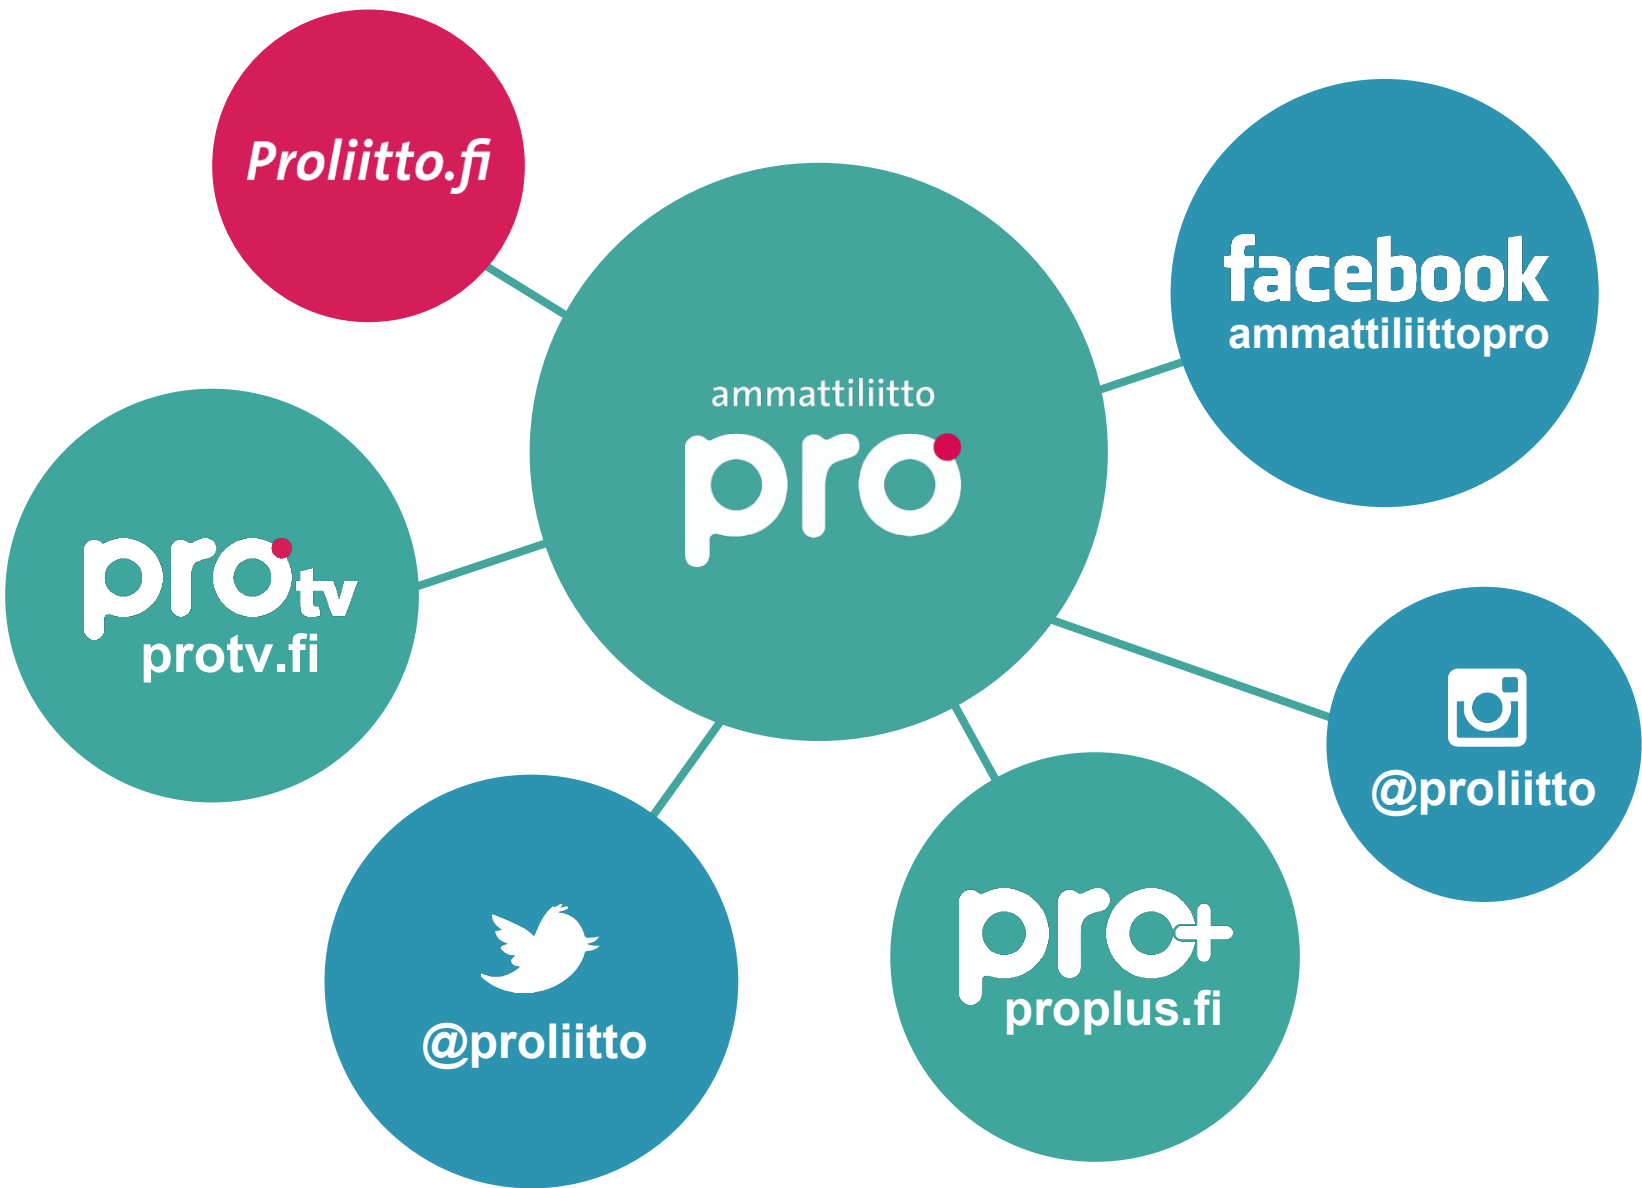 Proliitto.fi
facebook
ammattiliittopro
ammattiliitto
pro
pro tv
protv.fi
@proliitto
pro+
proplus.fi
@proliitto